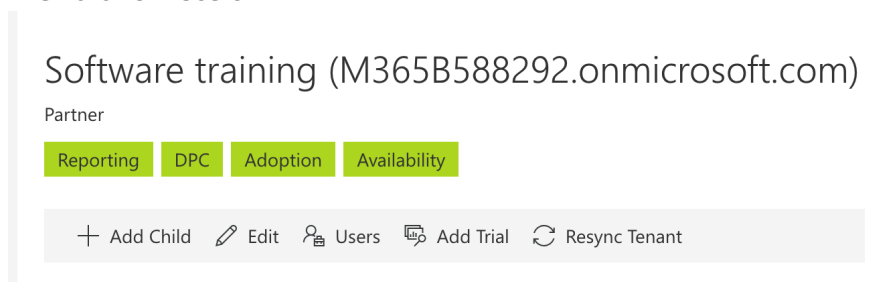 Software training (M365B588292.onmicrosoft.com)
Partner
Reporting DPC Adoption Availability
Add Child Edit Users Add Trial Resync Tenant